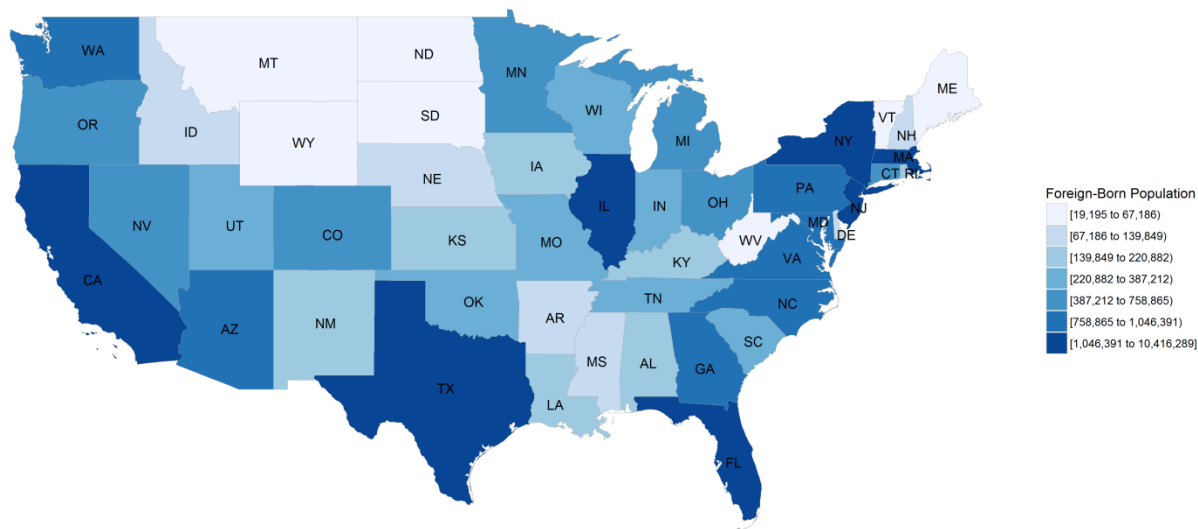 WA
MT
ND
MN
ME
OR
ID
SD
WI
VT
NH
WY
MI
NY
MA
NE
IA
CT
RI
PA
NV
UT
CO
IL
IN
OH
NJ
MD
DE
KS
MO
WV
VA
CA
KY
AZ
NM
OK
TN
NC
AR
SC
MS
AL
GA
TX
LA
FL
Foreign-Born Population
[19,195 to 67,186)
[67,186 to 139,849)
[139,849 to 220,882)
[220,882 to 387,212)
[387,212 to 758,865)
[758,865 to 1,046,391)
[1,046,391 to 10,416,289]